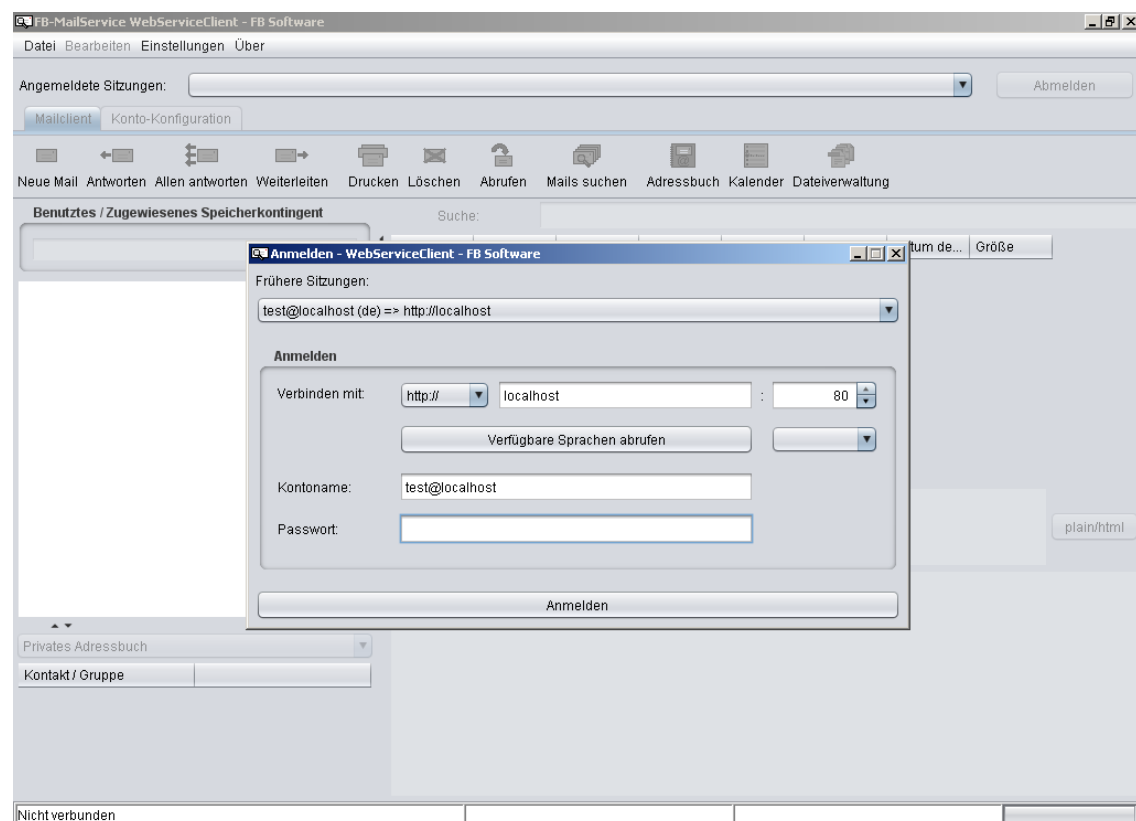 FB-MailService WebServiceClient - FB Software
Datei Bearbeiten Einstellungen Über
Angemeldete Sitzungen: Abmelden
Mailclient Konto-Konfiguration
Neue Mail Antworten Allen antworten Weiterleiten Drucken Löschen Abrufen Mails suchen Adressbuch Kalender Dateiverwaltung
Benutztes / Zugewiesenes Speicherkontingent Suche:
tum de... Größe
Anmelden - WebServiceClient - FB Software
Frühere Sitzungen:
test@localhost (de) => http://localhost
Anmelden
Verbinden mit: http:// localhost : 80
Verfügbare Sprachen abrufen
Kontoname: test@localhost
Passwort:
plain/html
Anmelden
Privates Adressbuch
Kontakt / Gruppe
Nicht verbunden